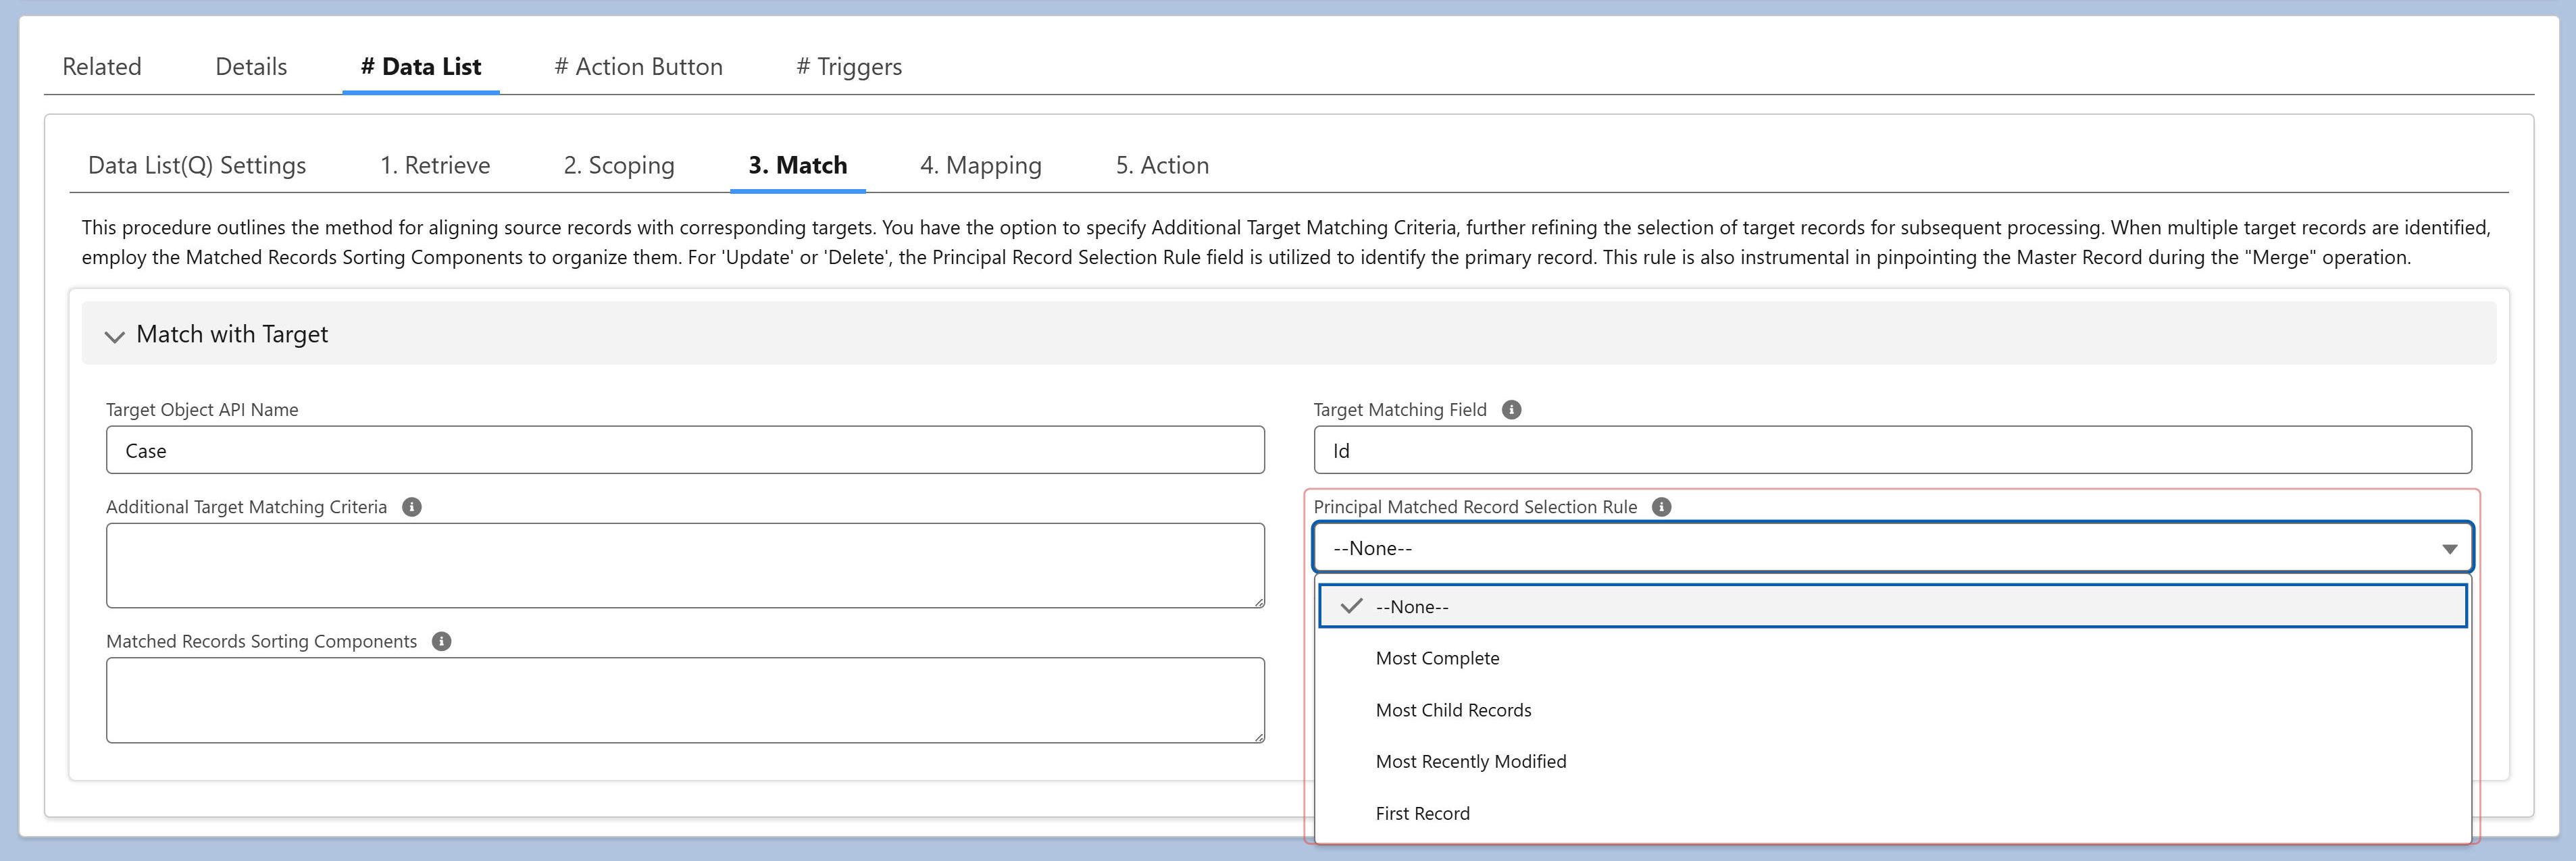 Related Details # Data List # Action Button # Triggers
Data List(Q) Settings 1. Retrieve 2. Scoping 3. Match 4. Mapping 5. Action
This procedure outlines the method for aligning source records with corresponding targets. You have the option to specify Additional Target Matching Criteria, further refining the selection of target records for subsequent processing. When multiple target records are identified,
employ the Matched Records Sorting Components to organize them. For 'Update' or 'Delete', the Principal Record Selection Rule field is utilized to identify the primary record. This rule is also instrumental in pinpointing the Master Record during the "Merge" operation.
Match with Target
Target Object API Name
Case
Target Matching Field
Id
Additional Target Matching Criteria
Matched Records Sorting Components
Principal Matched Record Selection Rule
--None--
--None--
Most Complete
Most Child Records
Most Recently Modified
First Record